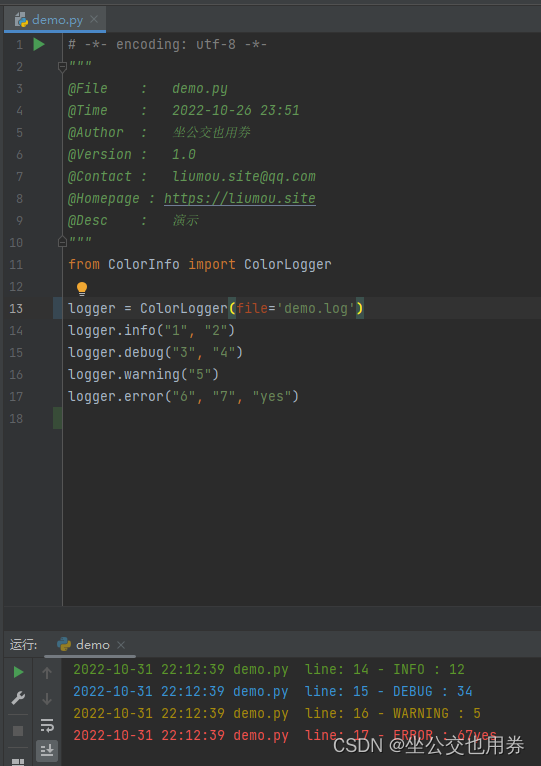 demo.py
1 # -*- encoding: utf-8 -*-
2 """
3 @File    :   demo.py
4 @Time    :   2022-10-26 23:51
5 @Author  :   坐公交也用券
6 @Version :   1.0
7 @Contact :   liumou.site@qq.com
8 @Homepage : https://liumou.site
9 @Desc    :   演示
10 """
11 from ColorInfo import ColorLogger
12
13 logger = ColorLogger(file='demo.log')
14 logger.info("1", "2")
15 logger.debug("3", "4")
16 logger.warning("5")
17 logger.error("6", "7", "yes")
18
运行: demo
2022-10-31 22:12:39 demo.py  line: 14 - INFO : 12
2022-10-31 22:12:39 demo.py  line: 15 - DEBUG : 34
2022-10-31 22:12:39 demo.py  line: 16 - WARNING : 5
2022-10-31 22:12:39 demo.py  line: 17 - ERROR : 67yes
CSDN @坐公交也用券